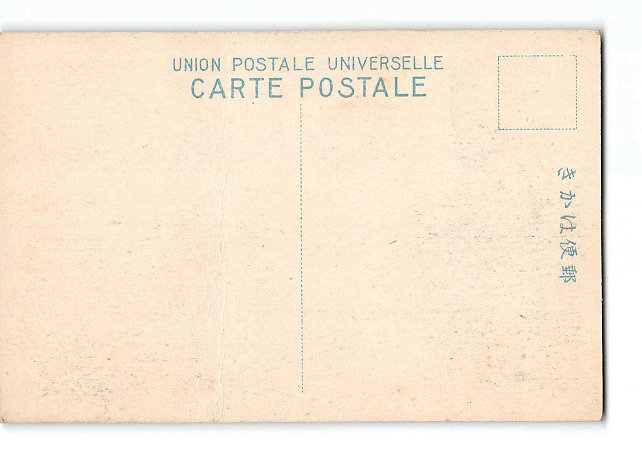 UNION POSTALE UNIVERSELLE
CARTE POSTALE
きかは便郵